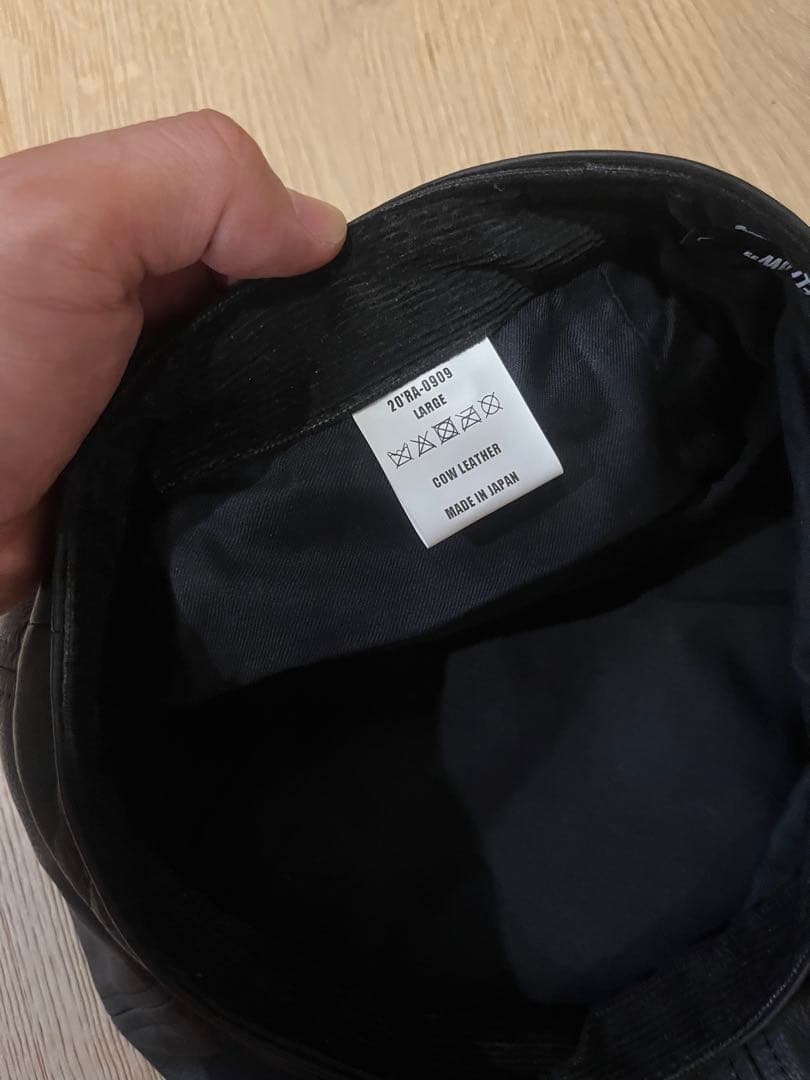 20'RA-0909
LARGE
COW LEATHER
MADE IN JAPAN